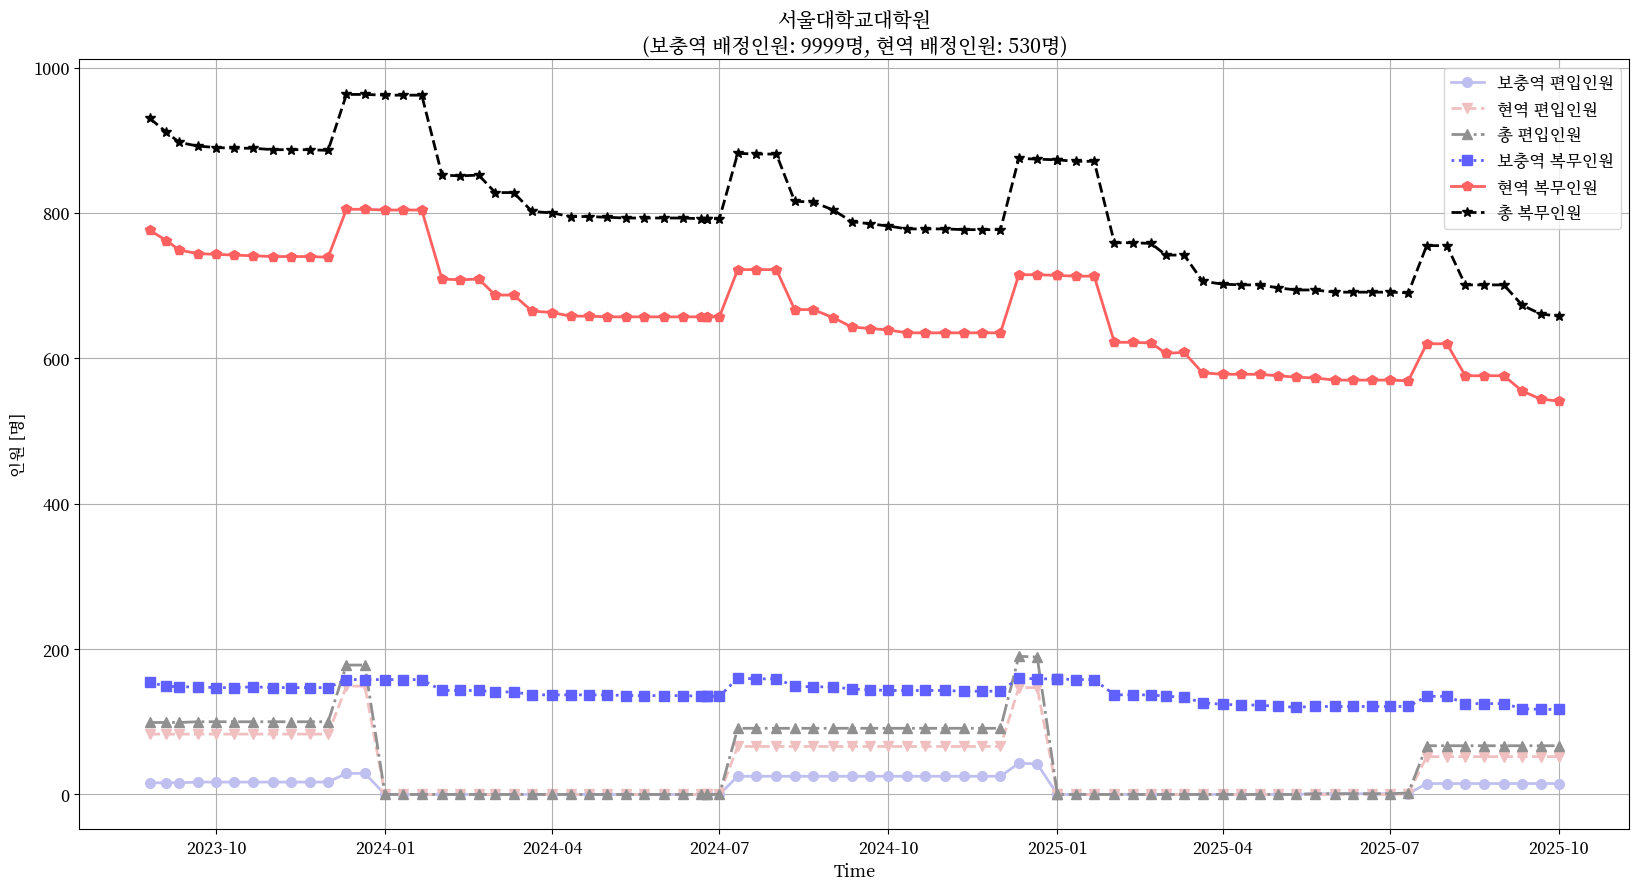 서울대학교대학원
(보충역 배정인원: 9999명, 현역 배정인원: 530명)
1000
800
600
400
200
0
인원 [명]
보충역 편입인원
현역 편입인원
총 편입인원
보충역 복무인원
현역 복무인원
총 복무인원
2023-10
2024-01
2024-04
2024-07
2024-10
2025-01
2025-04
2025-07
2025-10
Time